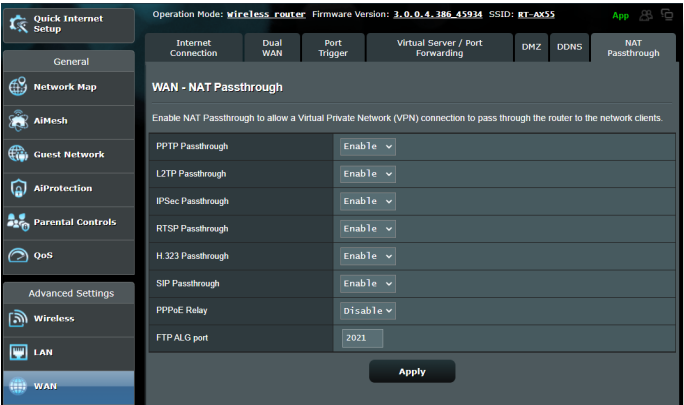 Quick Internet
Setup
Operation Mode: Wireless router Firmware Version: 3.0.0.4.386_45934 SSID: RT-AX55
App
Internet
Connection
Dual
WAN
Port
Trigger
Virtual Server / Port
Forwarding
DMZ
DDNS
NAT
Passthrough
General
Network Map
AiMesh
Guest Network
AiProtection
Parental Controls
QoS
Advanced Settings
Wireless
LAN
WAN
WAN - NAT Passthrough
Enable NAT Passthrough to allow a Virtual Private Network (VPN) connection to pass through the router to the network clients.
PPTP Passthrough Enable
L2TP Passthrough Enable
IPSec Passthrough Enable
RTSP Passthrough Enable
H.323 Passthrough Enable
SIP Passthrough Enable
PPPoE Relay Disable
FTP ALG port 2021
Apply